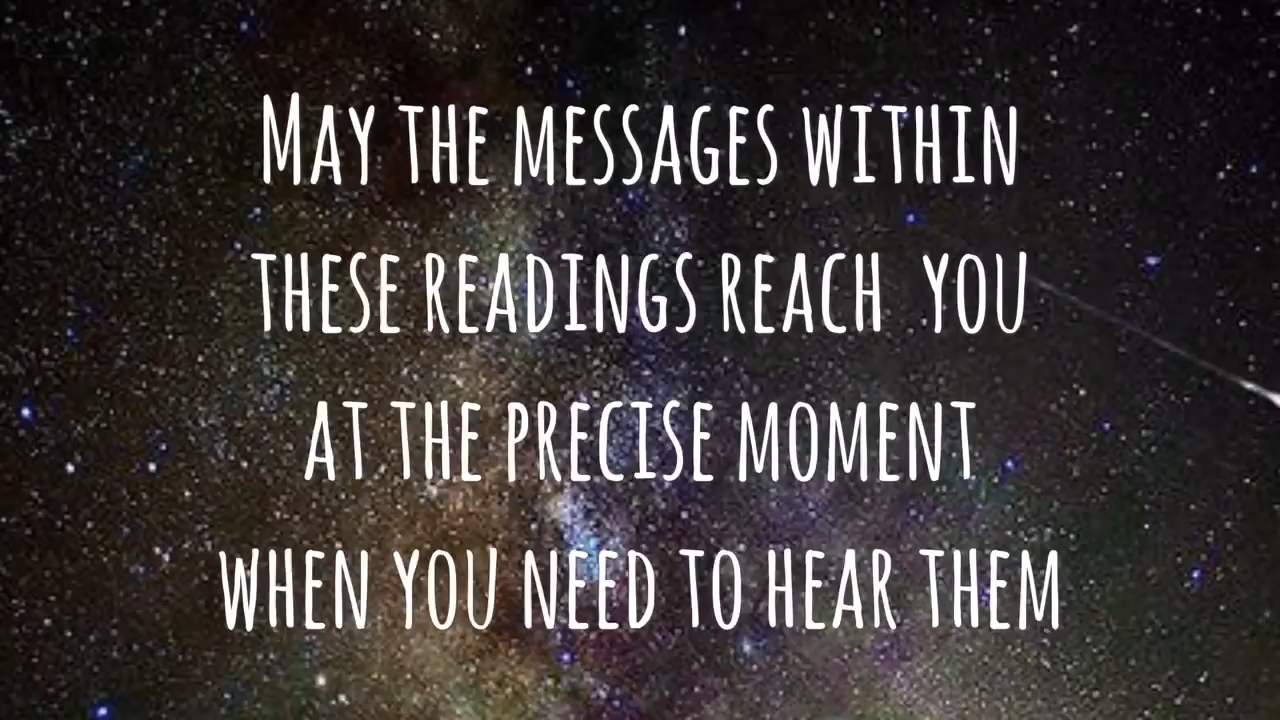 May the messages within
these readings reach you
at the precise moment
when you need to hear them